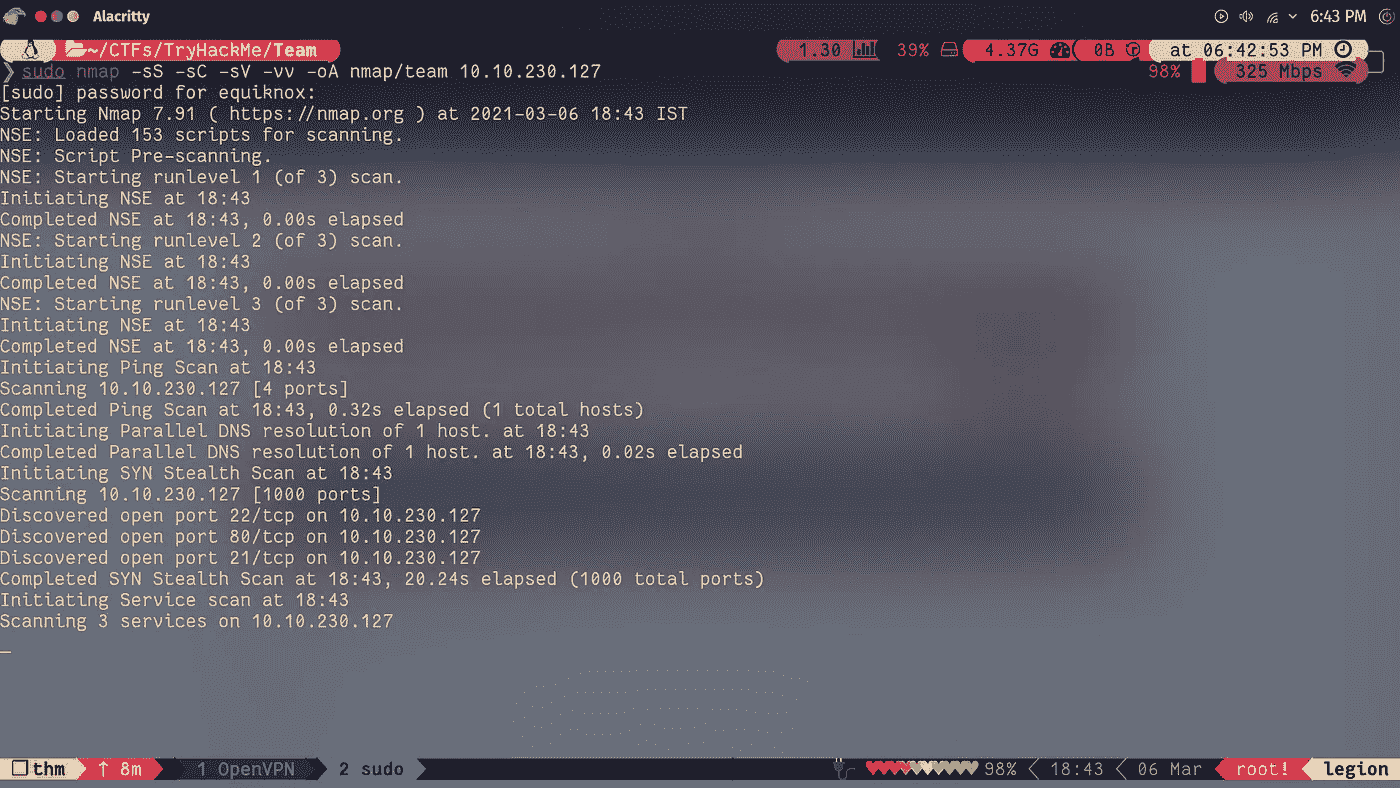 Alacritty 6:43 PM
~/CTFs/TryHackMe/Team 1.30 39% 4.37G 0B at 06:42:53 PM
❯ sudo nmap -sS -sC -sV -vv -oA nmap/team 10.10.230.127 98% 325 Mbps
[sudo] password for equiknox:
Starting Nmap 7.91 ( https://nmap.org ) at 2021-03-06 18:43 IST
NSE: Loaded 153 scripts for scanning.
NSE: Script Pre-scanning.
NSE: Starting runlevel 1 (of 3) scan.
Initiating NSE at 18:43
Completed NSE at 18:43, 0.00s elapsed
NSE: Starting runlevel 2 (of 3) scan.
Initiating NSE at 18:43
Completed NSE at 18:43, 0.00s elapsed
NSE: Starting runlevel 3 (of 3) scan.
Initiating NSE at 18:43
Completed NSE at 18:43, 0.00s elapsed
Initiating Ping Scan at 18:43
Scanning 10.10.230.127 [4 ports]
Completed Ping Scan at 18:43, 0.32s elapsed (1 total hosts)
Initiating Parallel DNS resolution of 1 host. at 18:43
Completed Parallel DNS resolution of 1 host. at 18:43, 0.02s elapsed
Initiating SYN Stealth Scan at 18:43
Scanning 10.10.230.127 [1000 ports]
Discovered open port 22/tcp on 10.10.230.127
Discovered open port 80/tcp on 10.10.230.127
Discovered open port 21/tcp on 10.10.230.127
Completed SYN Stealth Scan at 18:43, 20.24s elapsed (1000 total ports)
Initiating Service scan at 18:43
Scanning 3 services on 10.10.230.127
thm ↑ 8m 1 OpenVPN 2 sudo 98% 18:43 06 Mar root! legion